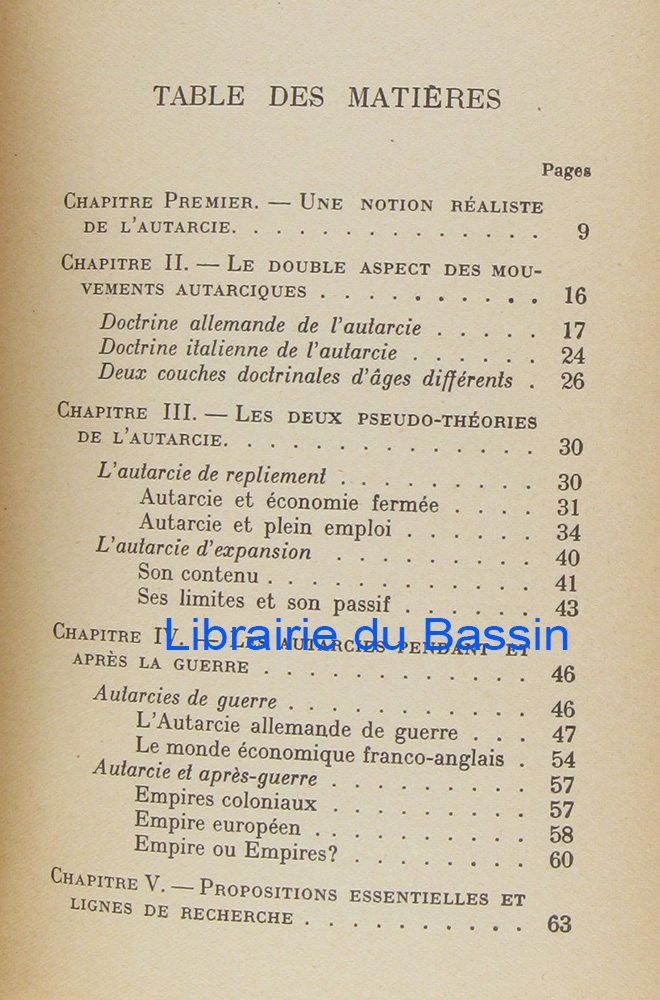 TABLE DES MATIÈRES
Pages
CHAPITRE PREMIER. — UNE NOTION RÉALISTE
DE L'AUTARCIE. . . . . . . . . . . . . . 9
CHAPITRE II. — LE DOUBLE ASPECT DES MOU-
VEMENTS AUTARCIQUES . . . . . . . . . . 16
Doctrine allemande de l'autarcie . . . . . 17
Doctrine italienne de l'autarcie . . . . . . 24
Deux couches doctrinales d'âges différents . 26
CHAPITRE III. — LES DEUX PSEUDO-THÉORIES
DE L'AUTARCIE. . . . . . . . . . . . . . 30
L'autarcie de repliement . . . . . . . . . 30
Autarcie et économie fermée . . . . 31
Autarcie et plein emploi . . . . . . 34
L'autarcie d'expansion . . . . . . . . . 40
Son contenu . . . . . . . . . . . . 41
Ses limites et son passif . . . . . . 43
CHAPITRE IV. — LES AUTARCIES PENDANT ET
Librairie du Bassin
APRÈS LA GUERRE . . . . . . . . . . . . 46
Autarcies de guerre . . . . . . . . . . . 46
L'Autarcie allemande de guerre . . . 47
Le monde économique franco-anglais . 54
Autarcie et après-guerre . . . . . . . . . 57
Empires coloniaux . . . . . . . . . 57
Empire européen . . . . . . . . . . 58
Empire ou Empires? . . . . . . . . 60
CHAPITRE V. — PROPOSITIONS ESSENTIELLES ET
LIGNES DE RECHERCHE . . . . . . . . . . 63